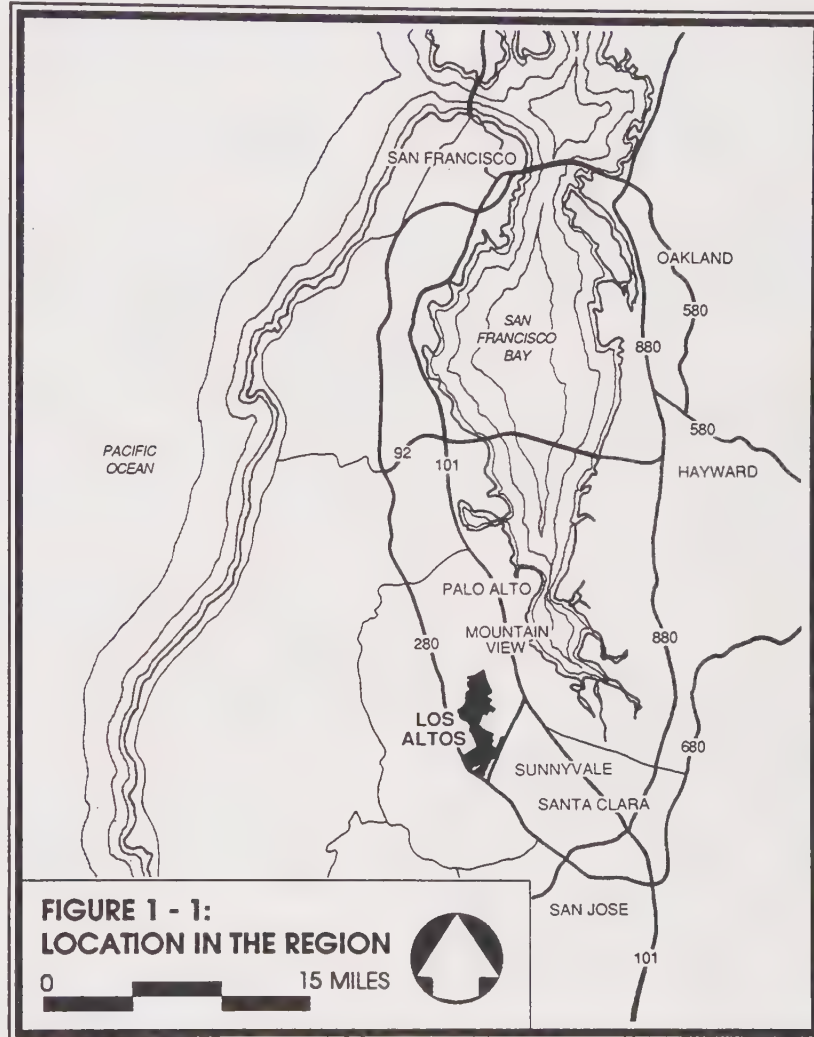 SAN FRANCISCO
OAKLAND
580
SAN
FRANCISCO
BAY
880
580
PACIFIC
OCEAN
92
101
HAYWARD
PALO ALTO
MOUNTAIN
VIEW
280
880
LOS
ALTOS
680
SUNNYVALE
SANTA CLARA
SAN JOSE
101
FIGURE 1 - 1:
LOCATION IN THE REGION
0 15 MILES